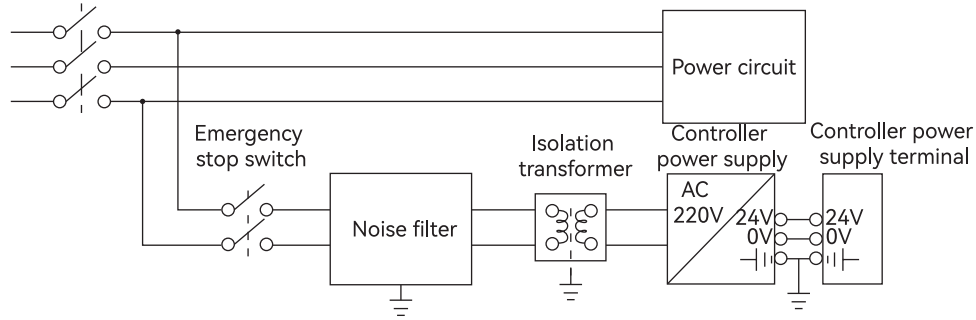 Power circuit
Emergency
stop switch
Isolation
transformer
Controller
power supply
Controller power
supply terminal
Noise filter
AC
220V
24V
0V
24V
0V